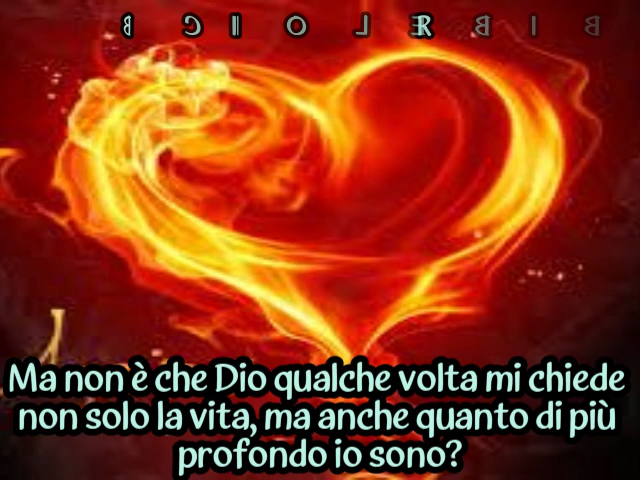 Ma non è che Dio qualche volta mi chiede
non solo la vita, ma anche quanto di più
profondo io sono?